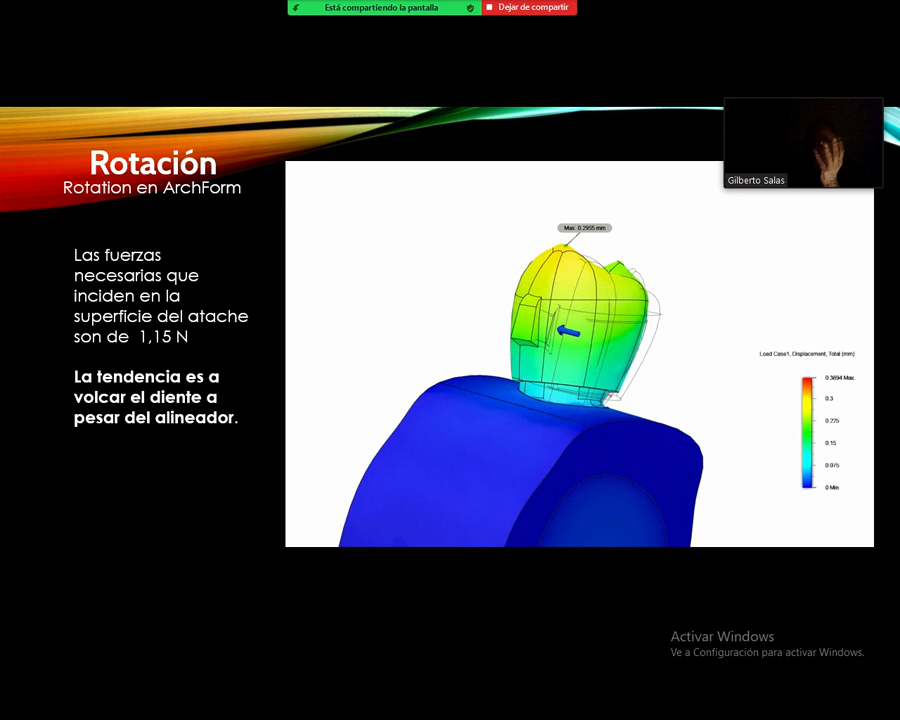 Está compartiendo la pantalla
Dejar de compartir
Gilberto Salas
Rotación
Rotation en ArchForm
Las fuerzas
necesarias que
inciden en la
superficie del atache
son de 1,15 N
La tendencia es a
volcar el diente a
pesar del alineador.
Max: 0.2955 mm
Load Case1, Displacement, Total (mm)
0.3694 Max.
0.3
0.225
0.15
0.075
0 Min
Activar Windows
Ve a Configuración para activar Windows.